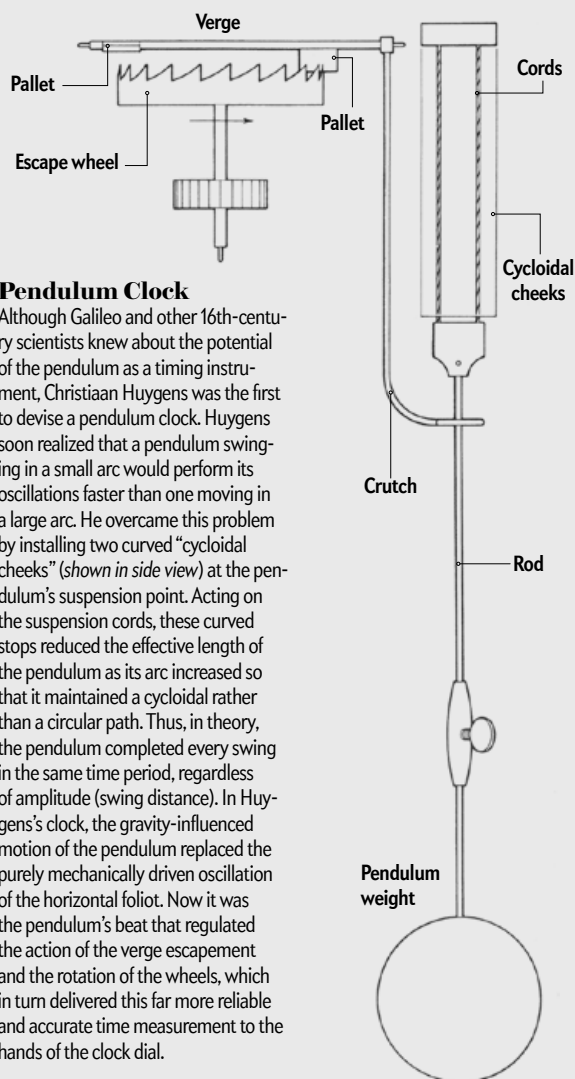 Verge
Pallet
Pallet
Escape wheel
Cords
Cycloidal
cheeks
Crutch
Rod
Pendulum
weight
Pendulum Clock
Although Galileo and other 16th-centu-
ry scientists knew about the potential
of the pendulum as a timing instru-
ment, Christiaan Huygens was the first
to devise a pendulum clock. Huygens
soon realized that a pendulum swing-
ing in a small arc would perform its
oscillations faster than one moving in
a large arc. He overcame this problem
by installing two curved “cycloidal
cheeks” (shown in side view) at the pen-
dulum’s suspension point. Acting on
the suspension cords, these curved
stops reduced the effective length of
the pendulum as its arc increased so
that it maintained a cycloidal rather
than a circular path. Thus, in theory,
the pendulum completed every swing
in the same time period, regardless
of amplitude (swing distance). In Huy-
gens’s clock, the gravity-influenced
motion of the pendulum replaced the
purely mechanically driven oscillation
of the horizontal foliot. Now it was
the pendulum’s beat that regulated
the action of the verge escapement
and the rotation of the wheels, which
in turn delivered this far more reliable
and accurate time measurement to the
hands of the clock dial.